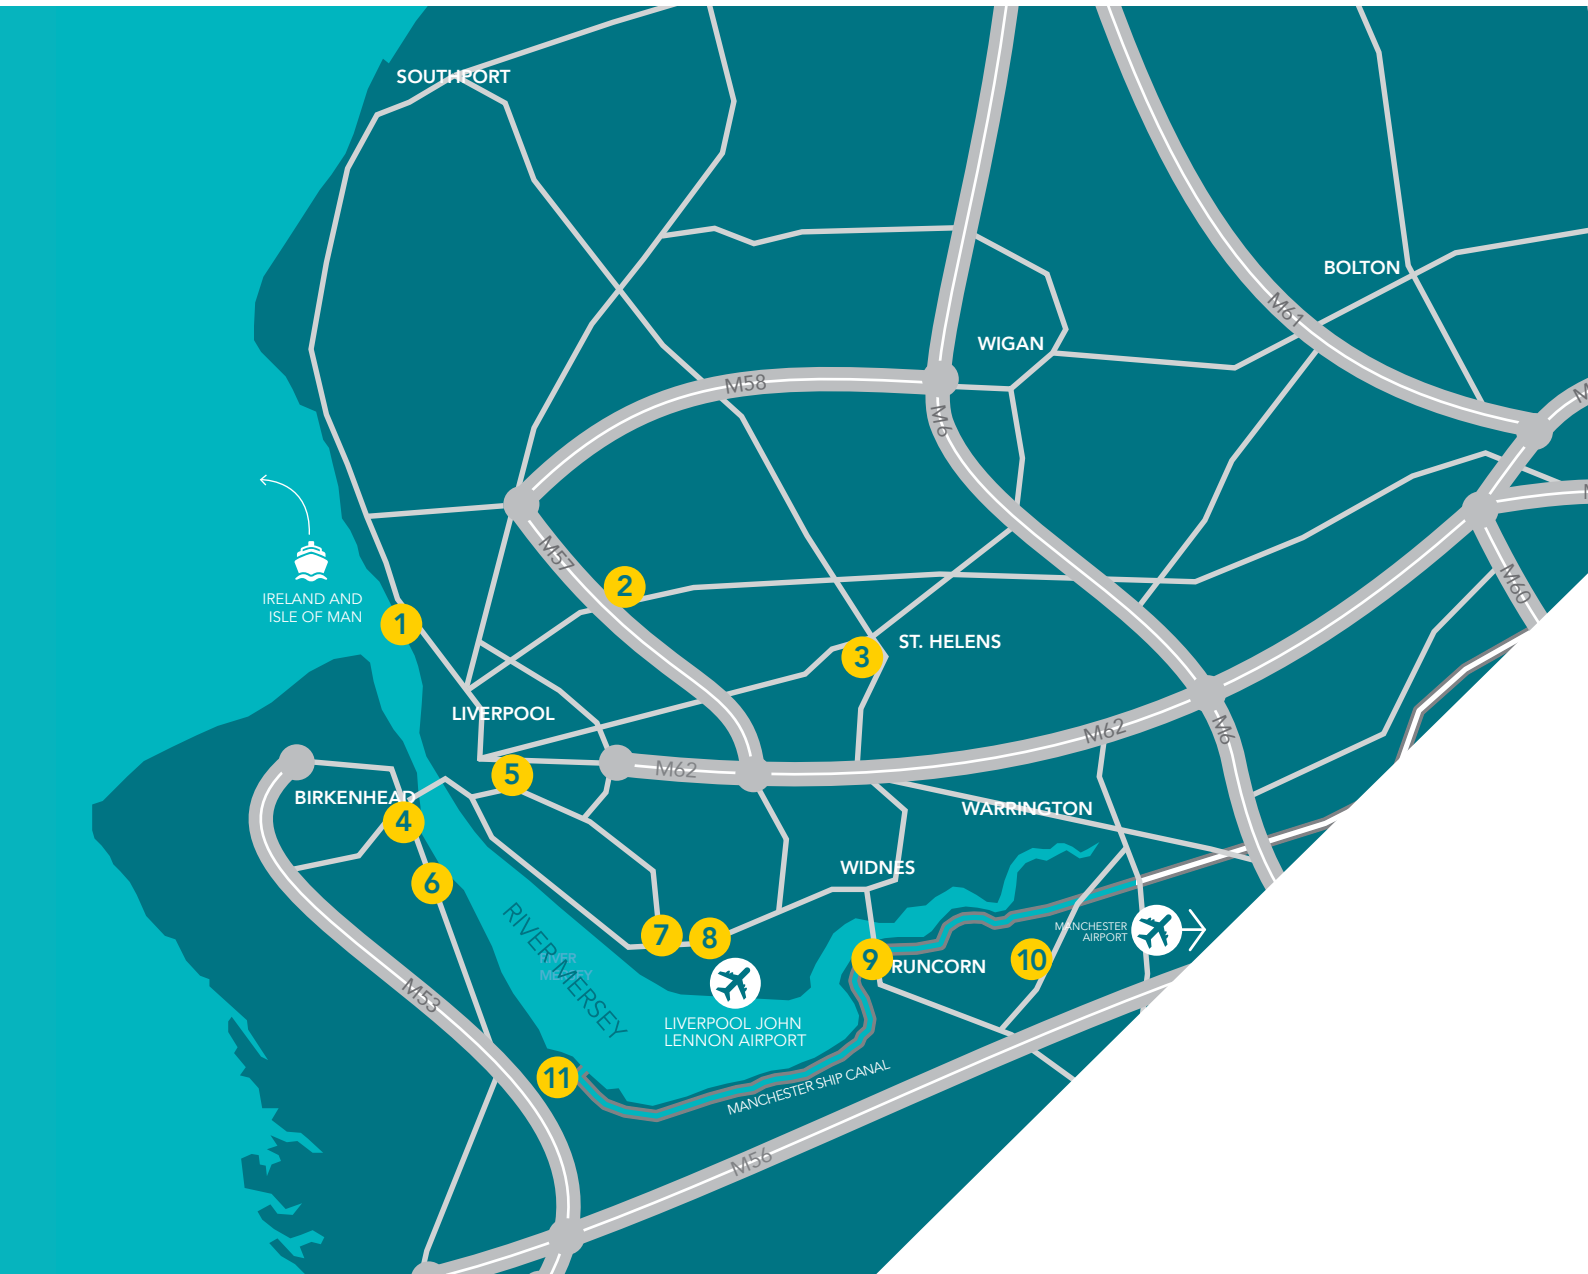 SOUTHPORT
BOLTON
M61
WIGAN
M58
M6
M57
2
IRELAND AND
ISLE OF MAN
1
M60
3
ST. HELENS
LIVERPOOL
M62
M6
5
M62
BIRKENHEAD
4
WARRINGTON
WIDNES
6
RIVER MERSEY
RIVER
MERSEY
7
8
MANCHESTER
AIRPORT
9
RUNCORN
10
M53
LIVERPOOL JOHN
LENNON AIRPORT
11
MANCHESTER SHIP CANAL
M56